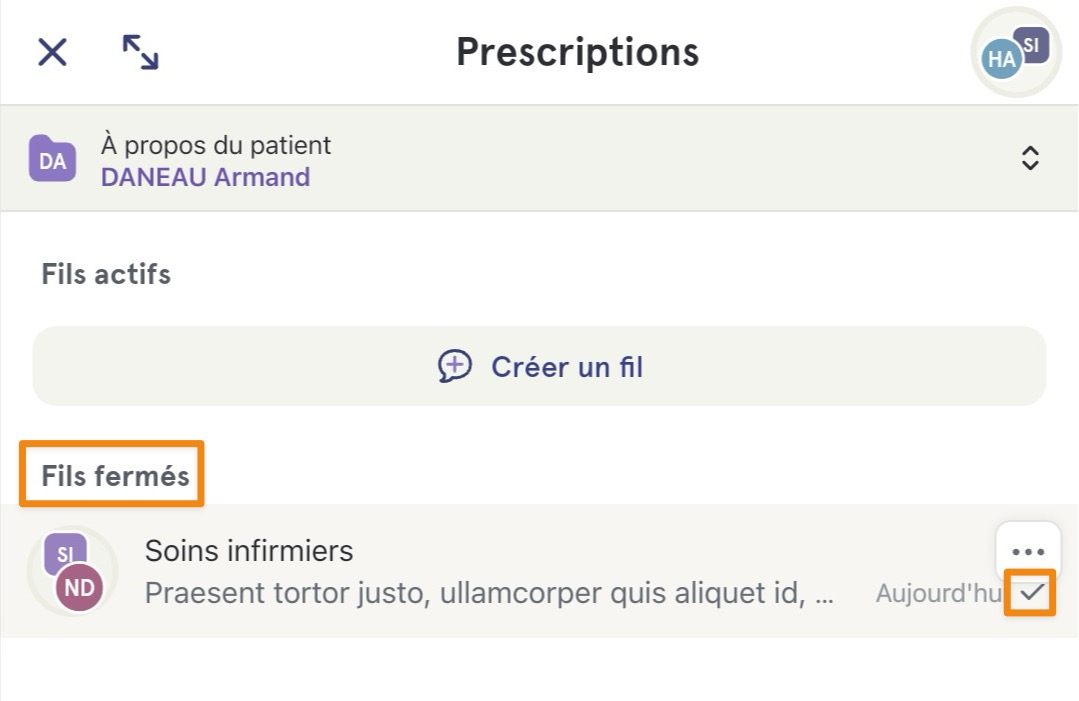 Prescriptions
SI
HA
DA
À propos du patient
DANEAU Armand
Fils actifs
Créer un fil
Fils fermés
SI
ND
Soins infirmiers
Praesent tortor justo, ullamcorper quis aliquet id, ...
Aujourd'hu